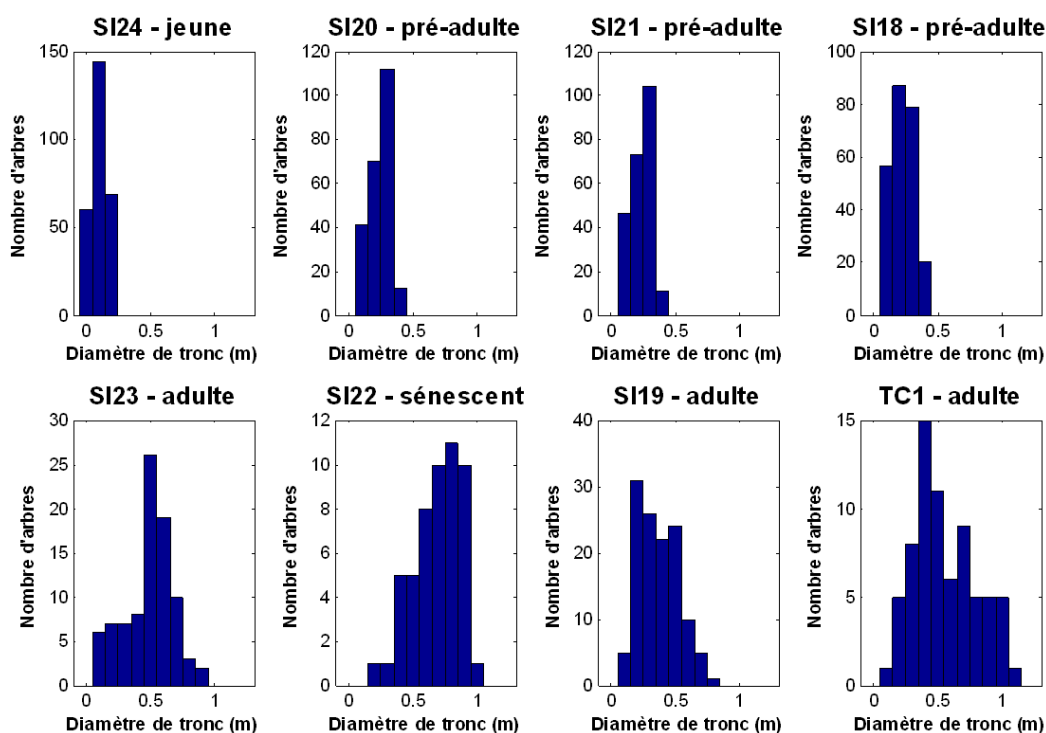 SI24 - jeune
150
100
50
0
Nombre d'arbres
0 0.5 1
Diamètre de tronc (m)
SI20 - pré-adulte
120
100
80
60
40
20
0
Nombre d'arbres
0 0.5 1
Diamètre de tronc (m)
SI21 - pré-adulte
120
100
80
60
40
20
0
Nombre d'arbres
0 0.5 1
Diamètre de tronc (m)
SI18 - pré-adulte
100
80
60
40
20
0
Nombre d'arbres
0 0.5 1
Diamètre de tronc (m)
SI23 - adulte
30
25
20
15
10
5
0
Nombre d'arbres
0 0.5 1
Diamètre de tronc (m)
SI22 - sénescent
12
10
8
6
4
2
0
Nombre d'arbres
0 0.5 1
Diamètre de tronc (m)
SI19 - adulte
40
30
20
10
0
Nombre d'arbres
0 0.5 1
Diamètre de tronc (m)
TC1 - adulte
15
10
5
0
Nombre d'arbres
0 0.5 1
Diamètre de tronc (m)